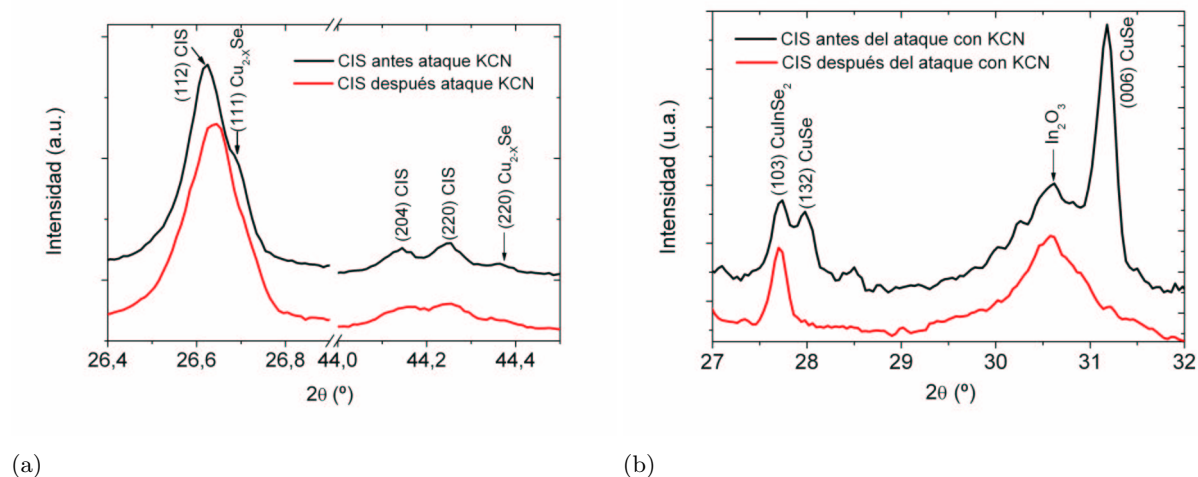 (a)
Intensidad (a.u.)
(112) CIS
(111) Cu2-XSe
CIS antes ataque KCN
CIS después ataque KCN
(204) CIS
(220) CIS
(220) Cu2-XSe
26,4 26,6 26,8 44,0 44,2 44,4
2θ (º)
(b)
Intensidad (u.a.)
CIS antes del ataque con KCN
CIS después del ataque con KCN
(103) CuInSe2
(132) CuSe
In2O3
(006) CuSe
27 28 29 30 31 32
2θ (º)
(a)
(b)